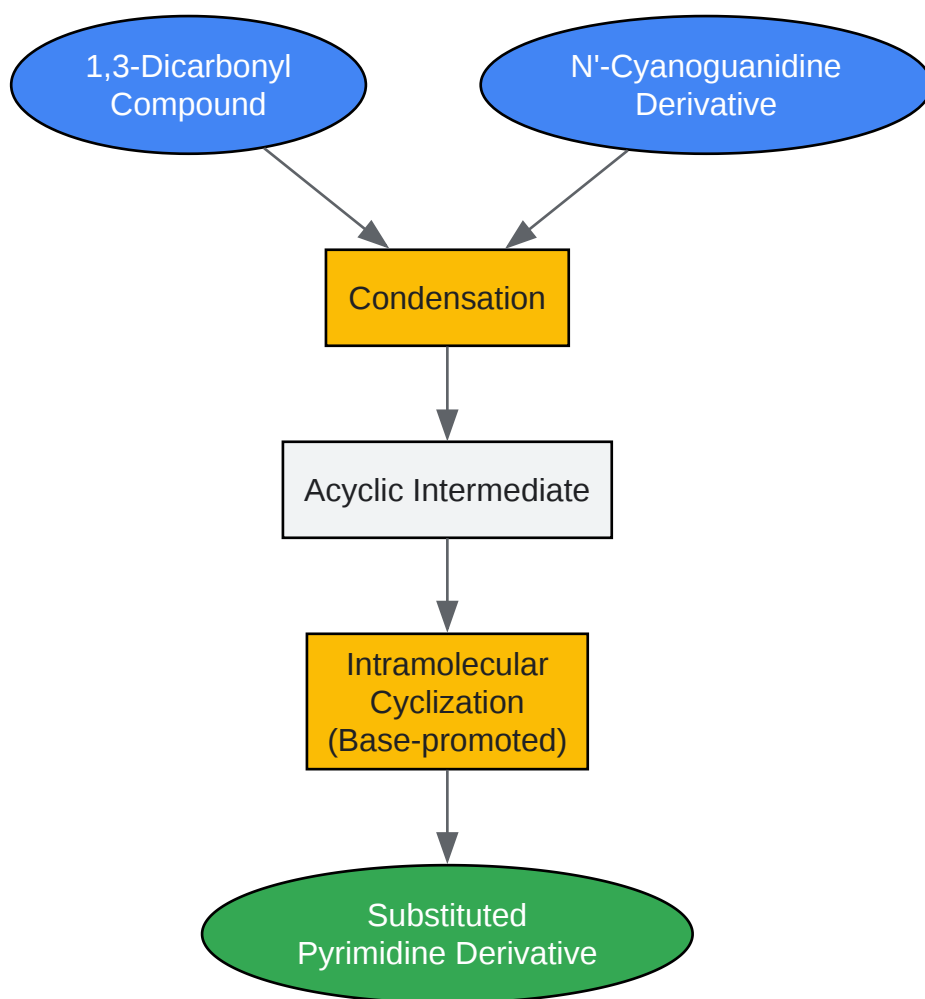 1,3-Dicarbonyl
Compound
N'-Cyanoguanidine
Derivative
Condensation
Acyclic Intermediate
Intramolecular
Cyclization
(Base-promoted)
Substituted
Pyrimidine Derivative